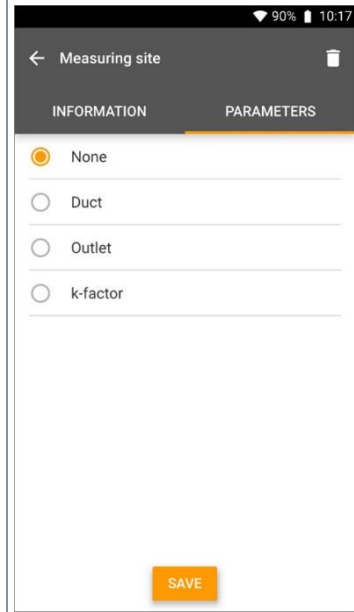 90% 10:17
Measuring site
INFORMATION PARAMETERS
None
Duct
Outlet
k-factor
SAVE